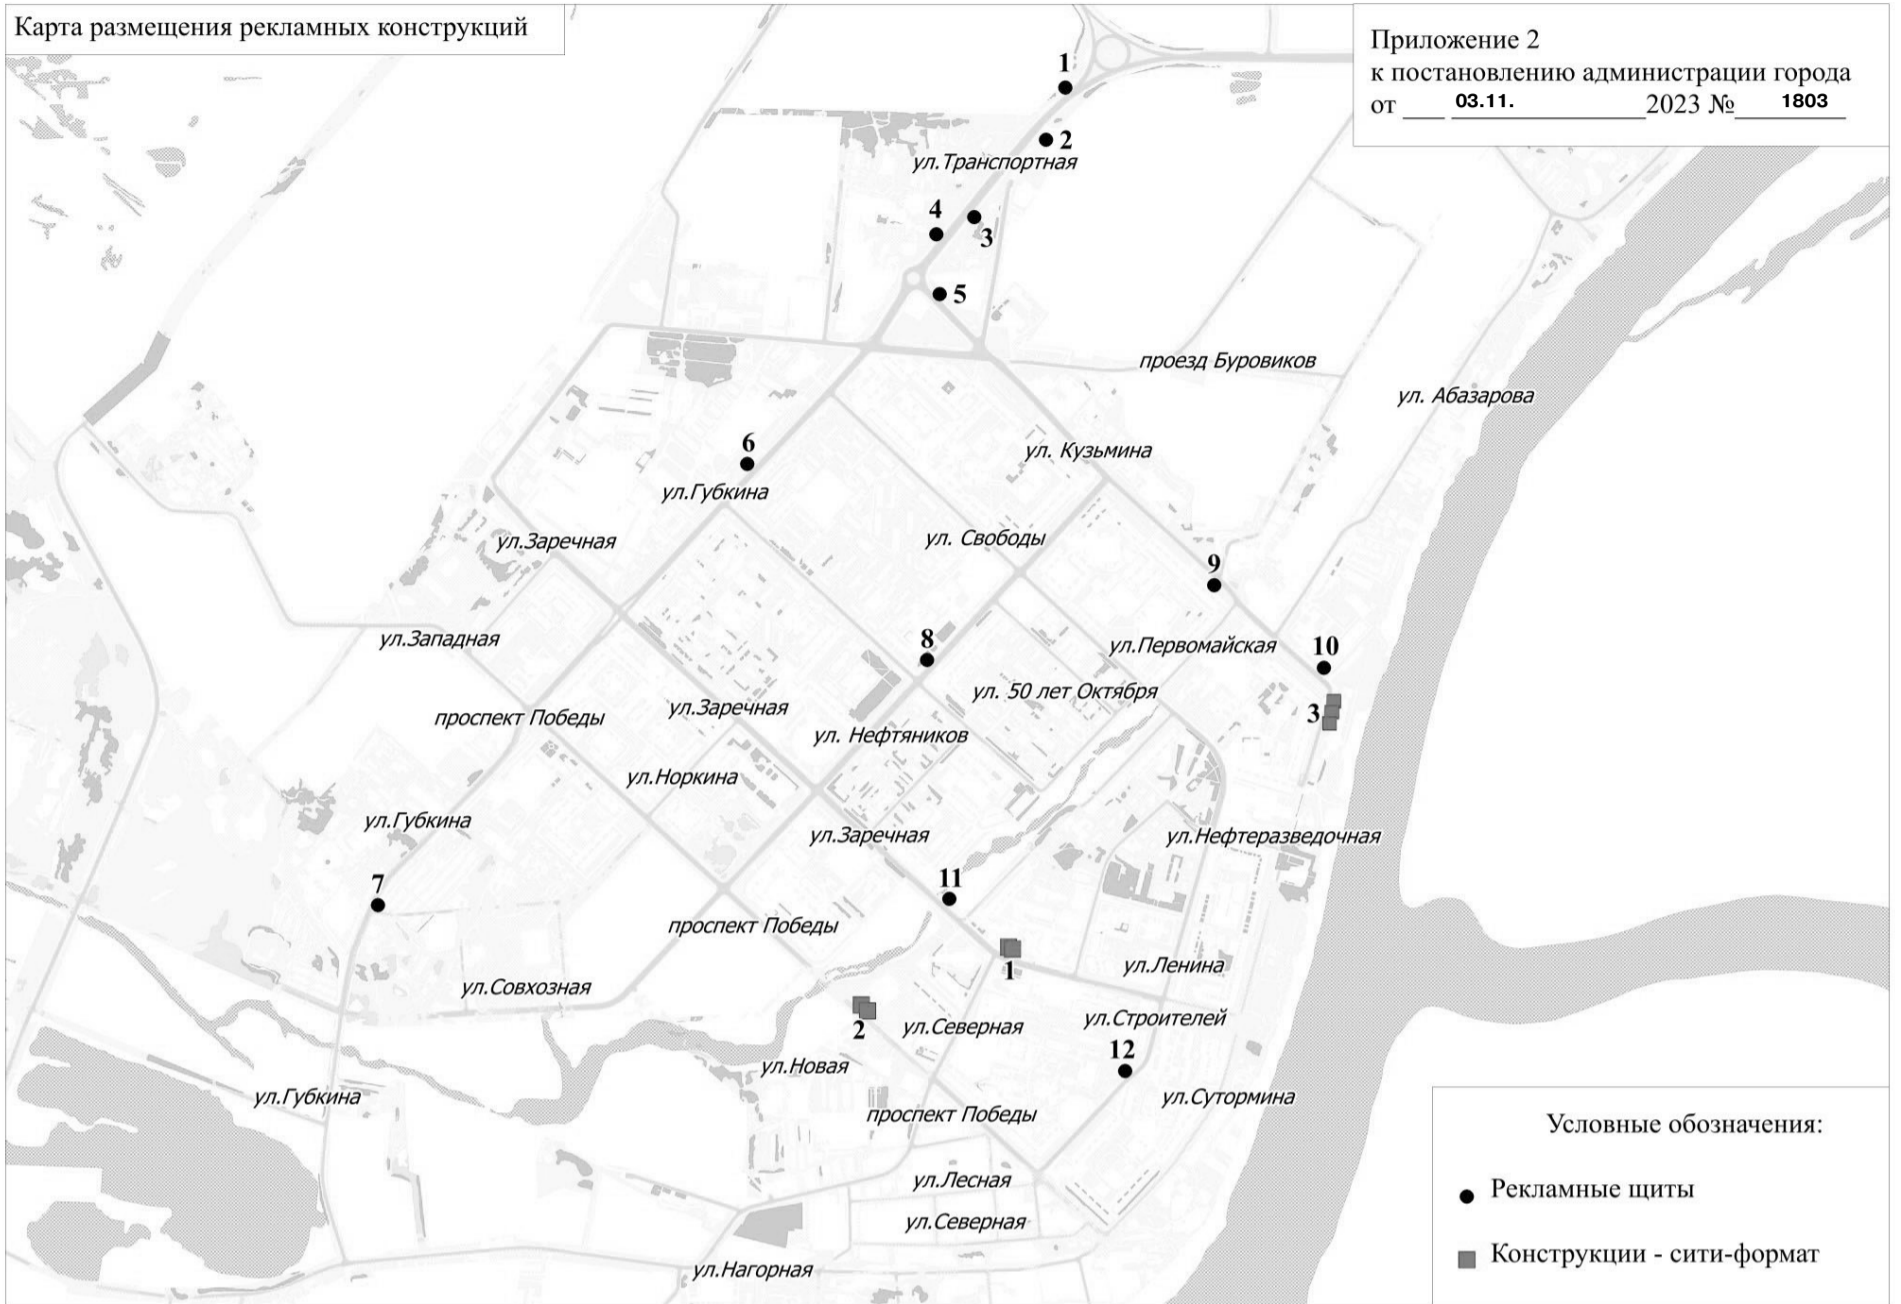 Карта размещения рекламных конструкций
Приложение 2
к постановлению администрации города
от ___ 03.11. 2023 № 1803
1
2
ул.Транспортная
4
3
5
проезд Буровиков
ул. Абазарова
6
ул. Кузьмина
ул.Губкина
ул.Заречная
ул. Свободы
9
ул.Западная
8
ул.Первомайская
10
ул. 50 лет Октября
проспект Победы
ул.Заречная
3
ул. Нефтяников
ул.Норкина
ул.Губкина
ул.Заречная
ул.Нефтеразведочная
7
11
проспект Победы
1
ул.Ленина
ул.Совхозная
2
ул.Северная
ул.Строителей
12
ул.Новая
ул.Губкина
ул.Сутормина
проспект Победы
ул.Лесная
ул.Северная
ул.Нагорная
Условные обозначения:
Рекламные щиты
Конструкции - сити-формат